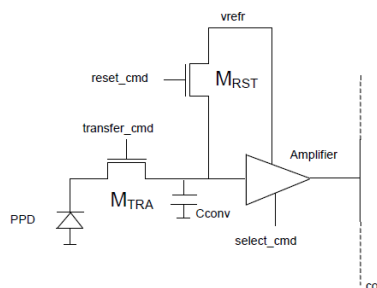 vrefr
reset_cmd
MRST
transfer_cmd
Amplifier
MTRA
PPD
Cconv
select_cmd